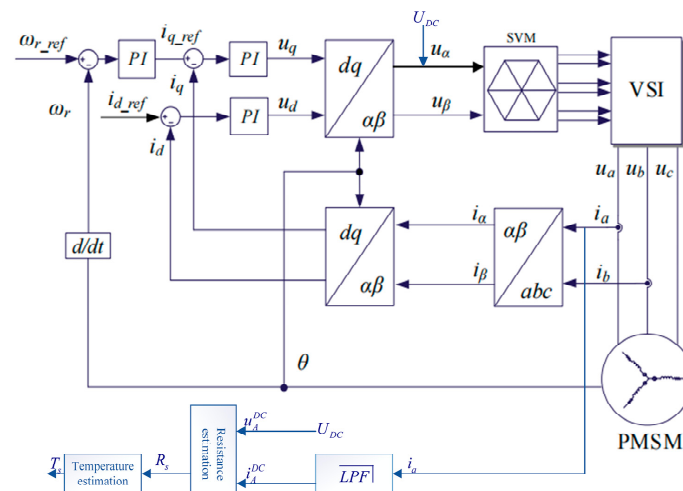 U_DC
ω_r_ref
PI
i_q_ref
PI
u_q
dq
αβ
u_α
SVM
VSI
i_q
ω_r
i_d_ref
PI
u_d
u_β
i_d
u_a u_b u_c
d/dt
dq
αβ
i_α
i_β
αβ
abc
i_a
i_b
θ
PMSM
Resistance
estimation
u_A^DC
U_DC
T_s
Temperature
estimation
R_s
i_A^DC
LPF
i_a